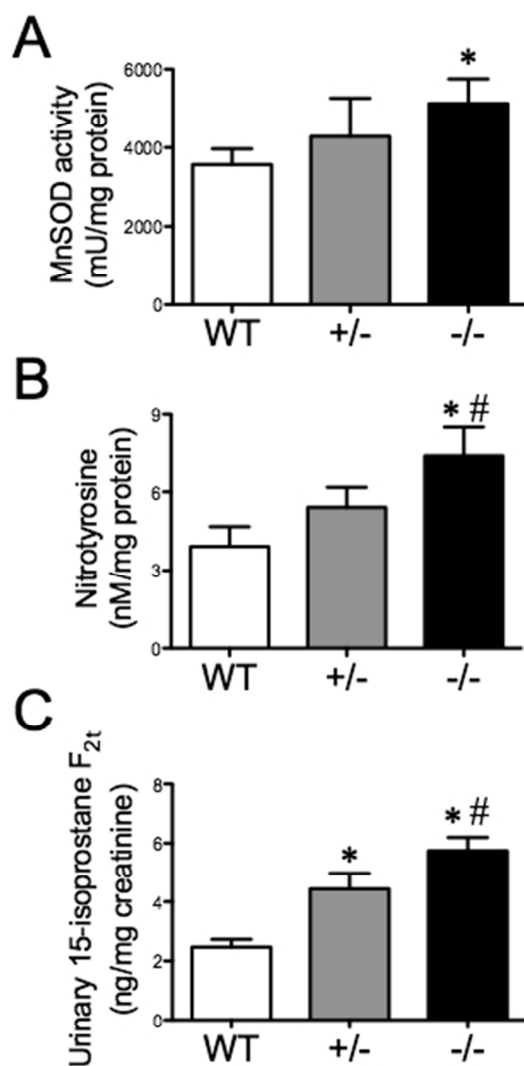 A
MnSOD activity
(mU/mg protein)
6000
4000
2000
0
*
WT +/- -/-
B
Nitrotyrosine
(nM/mg protein)
9
6
3
0
* #
WT +/- -/-
C
Urinary 15-isoprostane F2t
(ng/mg creatinine)
8
6
4
2
0
* * #
WT +/- -/-